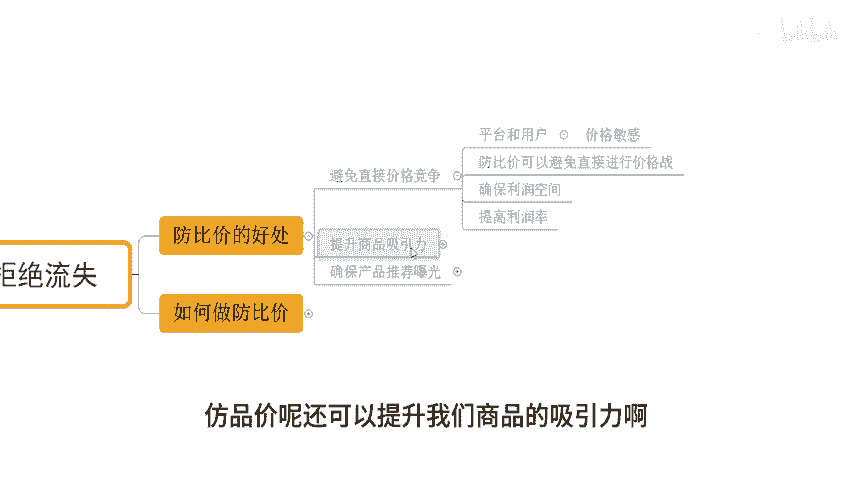 平台和用户 价格敏感
防比价可以避免直接进行价格战
避免直接价格竞争
确保利润空间
提高利润率
防比价的好处
提升商品吸引力
确保产品推荐曝光
拒绝流失
如何做防比价
仿品价呢还可以提升我们商品的吸引力啊